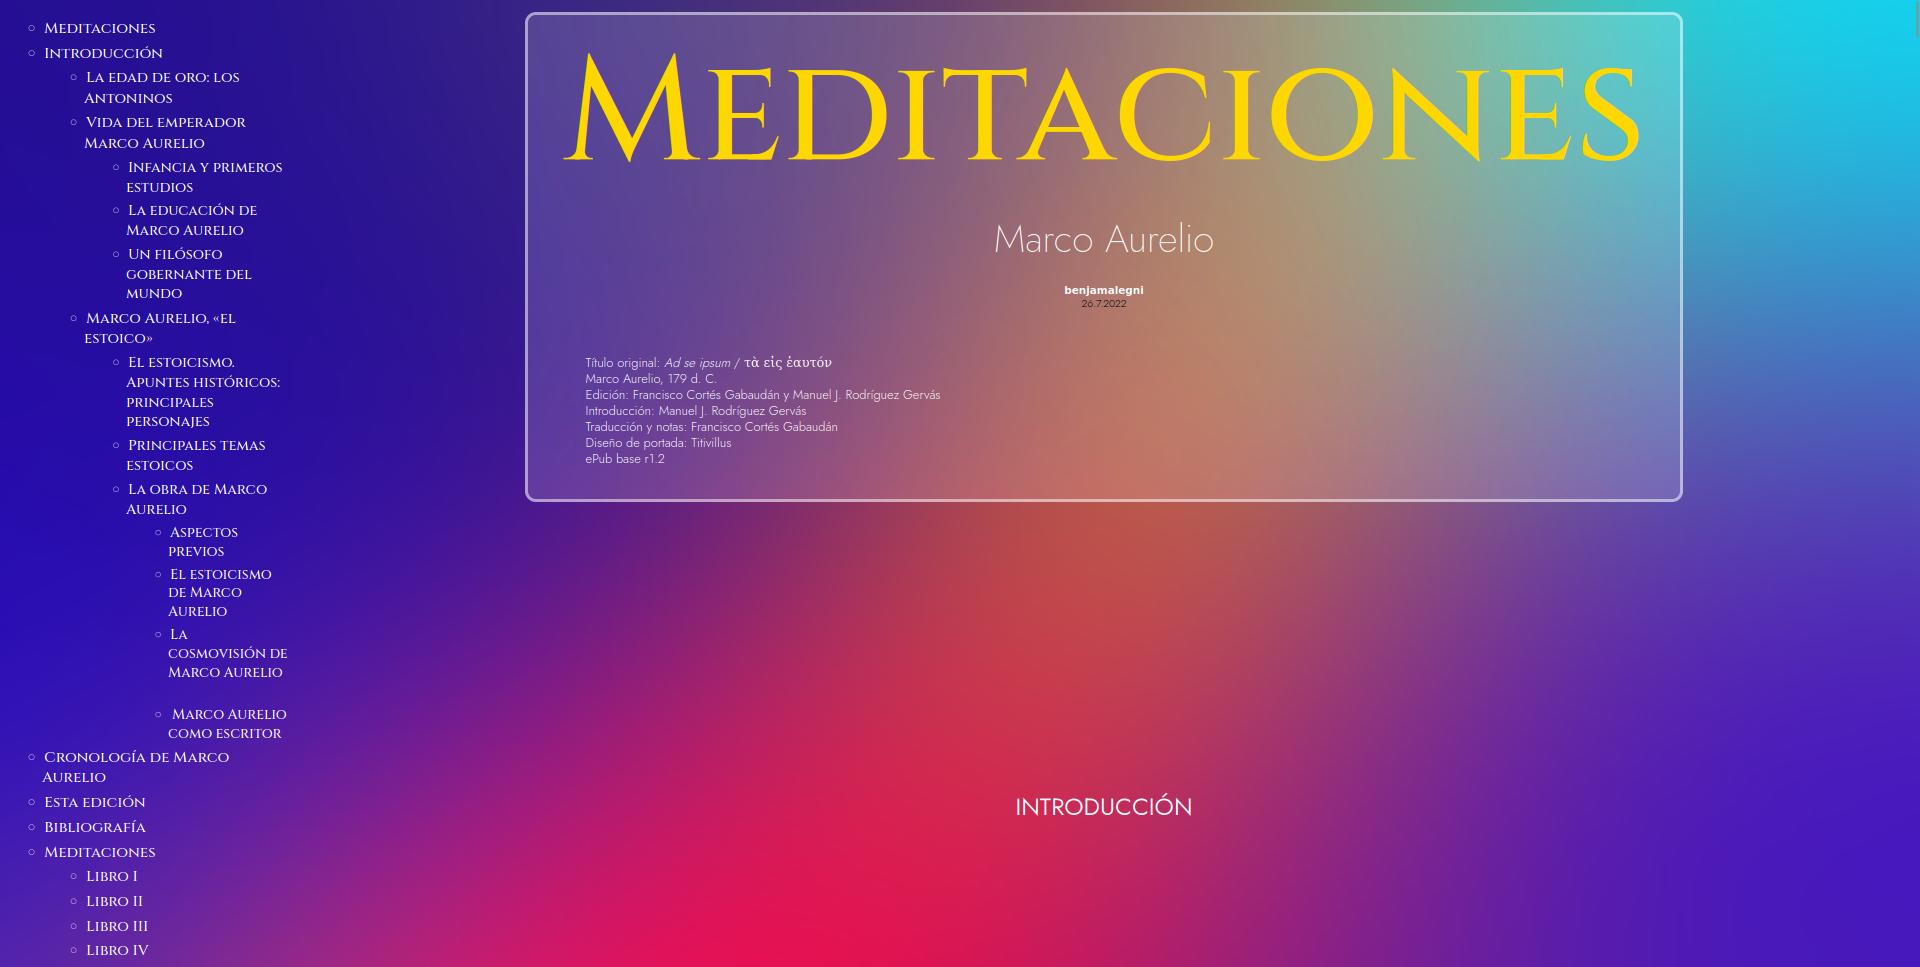 Meditaciones
Introducción
La edad de oro: los
Antoninos
Vida del emperador
Marco Aurelio
Infancia y primeros
estudios
La educación de
Marco Aurelio
Un filósofo
gobernante del
mundo
Marco Aurelio, «el
estoico»
El estoicismo.
Apuntes históricos:
principales
personajes
Principales temas
estoicos
La obra de Marco
Aurelio
Aspectos
previos
El estoicismo
de Marco
Aurelio
La
cosmovisión de
Marco Aurelio
Marco Aurelio
como escritor
Cronología de Marco
Aurelio
Esta edición
Bibliografía
Meditaciones
Libro I
Libro II
Libro III
Libro IV
Meditaciones
Marco Aurelio
benjamalegni
26.7.2022
Título original: Ad se ipsum / τὰ εἰς ἑαυτόν
Marco Aurelio, 179 d. C.
Edición: Francisco Cortés Gabaudán y Manuel J. Rodríguez Gervás
Introducción: Manuel J. Rodríguez Gervás
Traducción y notas: Francisco Cortés Gabaudán
Diseño de portada: Titivillus
ePub base r1.2
INTRODUCCIÓN